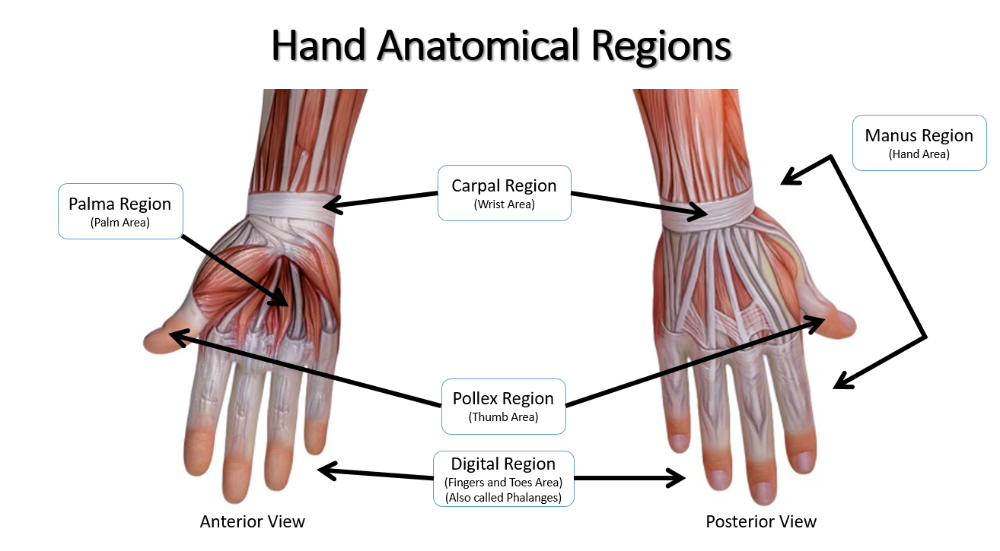 Hand Anatomical Regions
Manus Region
(Hand Area)
Carpal Region
(Wrist Area)
Palma Region
(Palm Area)
Pollex Region
(Thumb Area)
Digital Region
(Fingers and Toes Area)
(Also called Phalanges)
Anterior View
Posterior View